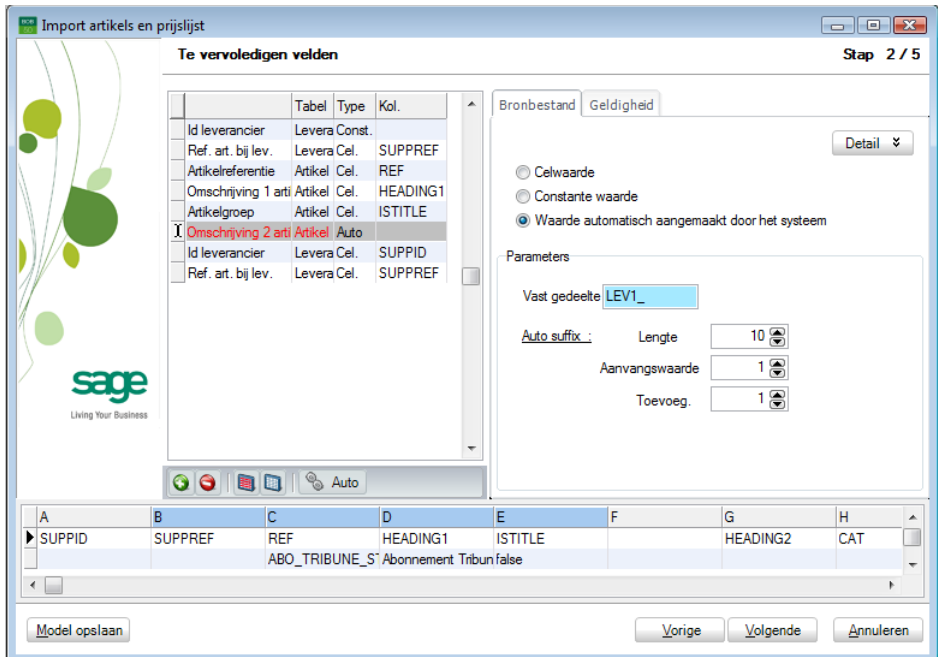 BOB 50 Import artikels en prijslijst
Te vervoledigen velden Stap 2 / 5
Tabel Type Kol.
Id leverancier Levera Const.
Ref. art. bij lev. Levera Cel. SUPPREF
Artikelreferentie Artikel Cel. REF
Omschrijving 1 arti Artikel Cel. HEADING1
Artikelgroep Artikel Cel. ISTITLE
Omschrijving 2 arti Artikel Auto
Id leverancier Levera Cel. SUPPID
Ref. art. bij lev. Levera Cel. SUPPREF
Auto
Bronbestand Geldigheid
Detail
Celwaarde
Constante waarde
Waarde automatisch aangemaakt door het systeem
Parameters
Vast gedeelte LEV1_
Auto suffix : Lengte 10
Aanvangswaarde 1
Toevoeg. 1
sage
Living Your Business
A B C D E F G H
SUPPID SUPPREF REF HEADING1 ISTITLE HEADING2 CAT
ABO_TRIBUNE_ST Abonnement Tribun false
Model opslaan Vorige Volgende Annuleren